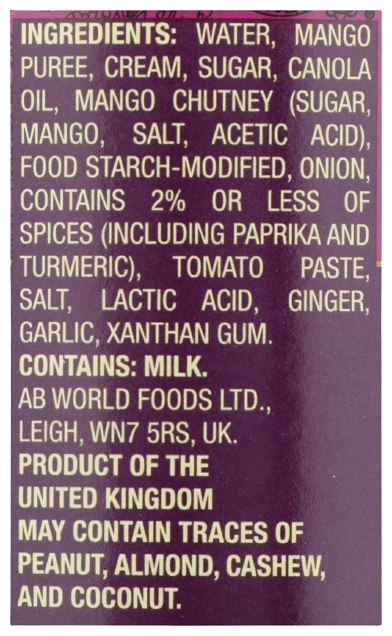 INGREDIENTS: WATER, MANGO
PUREE, CREAM, SUGAR, CANOLA
OIL, MANGO CHUTNEY (SUGAR,
MANGO, SALT, ACETIC ACID),
FOOD STARCH-MODIFIED, ONION,
CONTAINS 2% OR LESS OF
SPICES (INCLUDING PAPRIKA AND
TURMERIC), TOMATO PASTE,
SALT, LACTIC ACID, GINGER,
GARLIC, XANTHAN GUM.
CONTAINS: MILK.
AB WORLD FOODS LTD.,
LEIGH, WN7 5RS, UK.
PRODUCT OF THE
UNITED KINGDOM
MAY CONTAIN TRACES OF
PEANUT, ALMOND, CASHEW,
AND COCONUT.